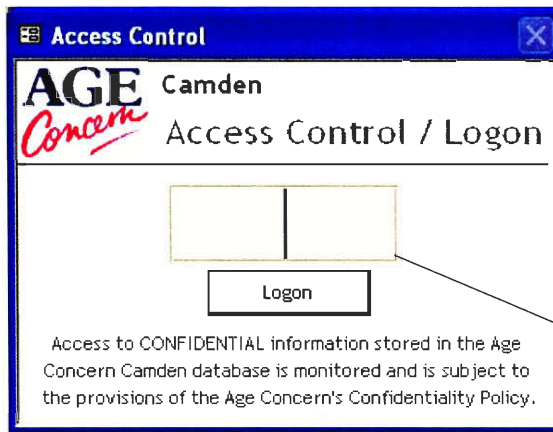 Access Control
AGE
Concern
Camden
Access Control / Logon
Logon
Access to CONFIDENTIAL information stored in the Age
Concern Camden database is monitored and is subject to
the provisions of the Age Concern's Confidentiality Policy.